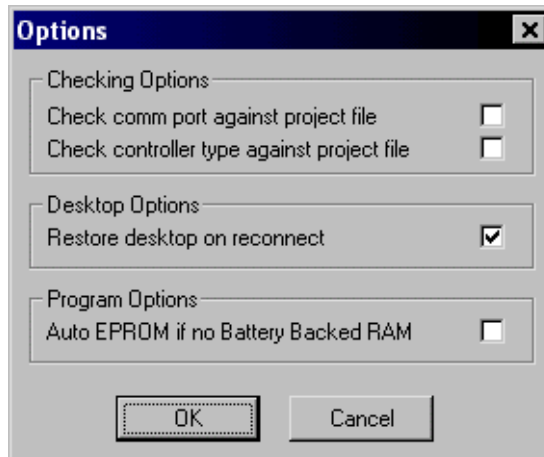 Options
Checking Options
Check comm port against project file
Check controller type against project file
Desktop Options
Restore desktop on reconnect
Program Options
Auto EPROM if no Battery Backed RAM
OK Cancel